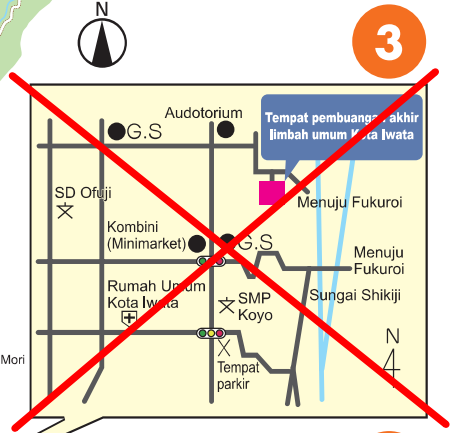 N
3
Audotorium
G.S
Tempat pembuangan akhir
limbah umum Kota Iwata
SD Ofuji
Menuju Fukuroi
Kombini
(Minimarket)
G.S
Menuju
Fukuroi
Rumah Umum
Kota Iwata
Sungai Shikiji
SMP
Koyo
N
4
Mori
Tempat
parkir